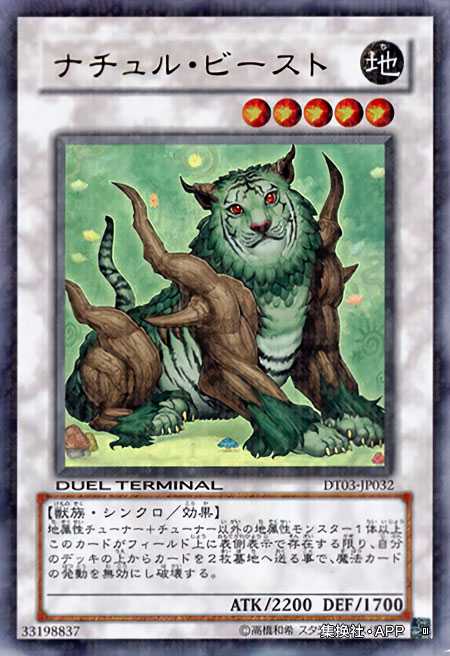 ナチュル・ビースト
地
DUEL TERMINAL
DT03-JP032
【獣族・シンクロ/効果】
地属性チューナー+チューナー以外の地属性モンスター1体以上
このカードがフィールド上に表側表示で存在する限り、自分
のデッキの上からカードを2枚墓地へ送る事で、魔法カード
の発動を無効にし破壊する。
ATK/2200 DEF/1700
33198837
©高橋和希 スタジオ
集換社·APP